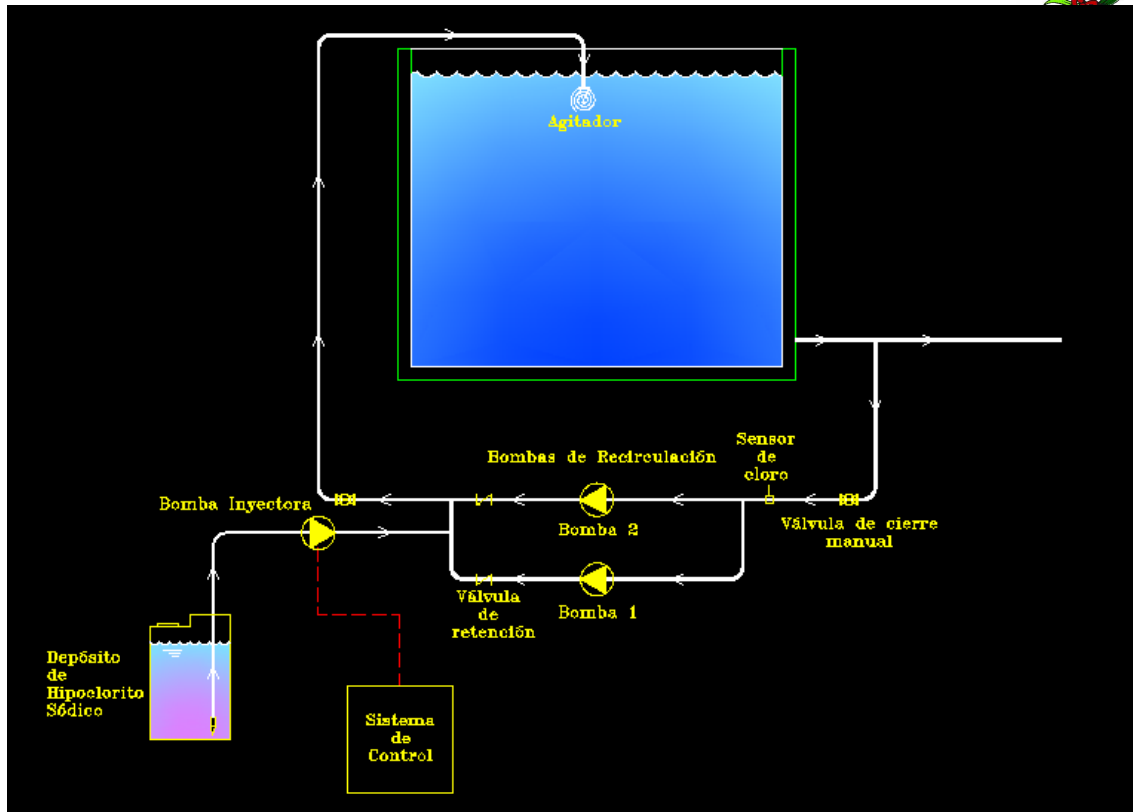 Agitador
Sensor
de
cloro
Bombas de Recirculación
Bomba Inyectora
Bomba 2
Válvula de cierre
manual
Válvula
de
retención
Bomba 1
Depósito
de
Hipoclorito
Sódico
Sistema
de
Control